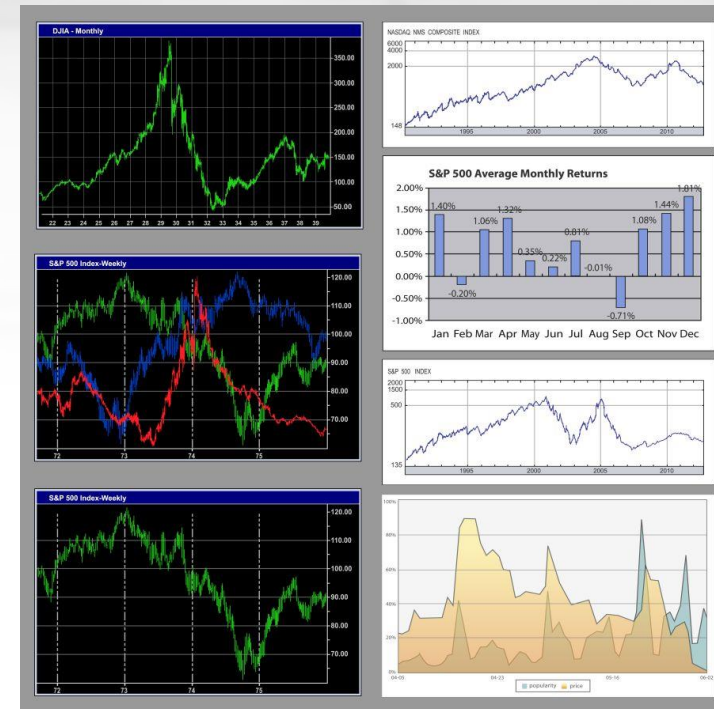 DJIA - Monthly
350.00
300.00
250.00
200.00
150.00
100.00
50.00
22 23 24 25 26 27 28 29 30 31 32 33 34 35 36 37 38 39
S&P 500 Index-Weekly
120.00
110.00
100.00
90.00
80.00
70.00
72 73 74 75
S&P 500 Index-Weekly
120.00
110.00
100.00
90.00
80.00
70.00
72 73 74 75
NASDAQ NMS COMPOSITE INDEX
6000
4000
2000
148
1995 2000 2005 2010
S&P 500 Average Monthly Returns
2.00%
1.50%
1.00%
0.50%
0.00%
-0.50%
-1.00%
1.40% -0.20% 1.06% 1.32% 0.35% 0.22% 0.81% -0.01% -0.71% 1.08% 1.44% 1.81%
Jan Feb Mar Apr May Jun Jul Aug Sep Oct Nov Dec
S&P 500 INDEX
2000
1500
500
135
1995 2000 2005 2010
100%
80%
60%
40%
20%
0%
04-03 04-23 05-16 06-02
popularity price